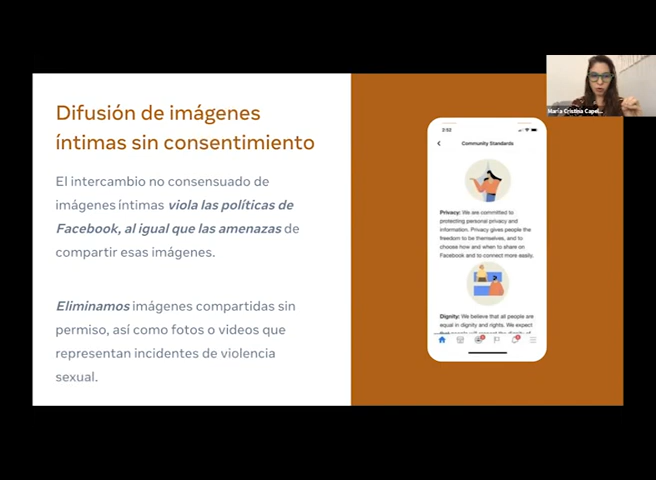 Difusión de imágenes
íntimas sin consentimiento
El intercambio no consensuado de
imágenes íntimas viola las políticas de
Facebook, al igual que las amenazas de
compartir esas imágenes.
Eliminamos imágenes compartidas sin
permiso, así como fotos o videos que
representan incidentes de violencia
sexual.
Maria Cristina Capel...
2:53
Community Standards
Privacy: We are committed to
protecting personal privacy and
information. Privacy gives people the
freedom to be themselves, and to
choose how and when to share on
Facebook and to connect more easily.
Dignity: We believe that all people are
equal in dignity and rights. We expect